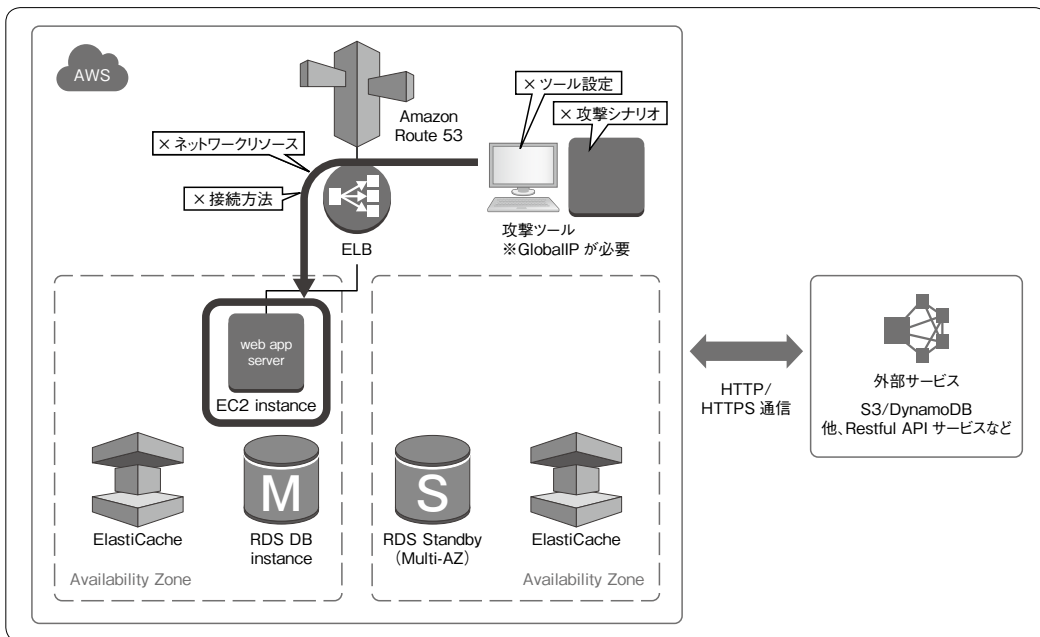 AWS
Amazon
Route 53
×ツール設定
×攻撃シナリオ
×ネットワークリソース
×接続方法
ELB
攻撃ツール
※GlobalIP が必要
web app
server
EC2 instance
HTTP/
HTTPS 通信
外部サービス
S3/DynamoDB
他、Restful API サービスなど
ElastiCache
M
RDS DB
instance
S
RDS Standby
(Multi-AZ)
ElastiCache
Availability Zone
Availability Zone